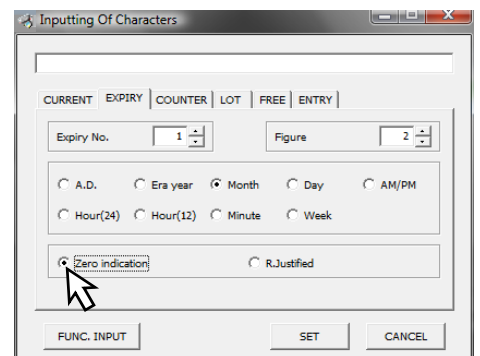 Inputting Of Characters
CURRENT EXPIRY COUNTER LOT FREE ENTRY
Expiry No. 1 Figure 2
A.D. Era year Month Day AM/PM
Hour(24) Hour(12) Minute Week
Zero indication R.Justified
FUNC. INPUT SET CANCEL